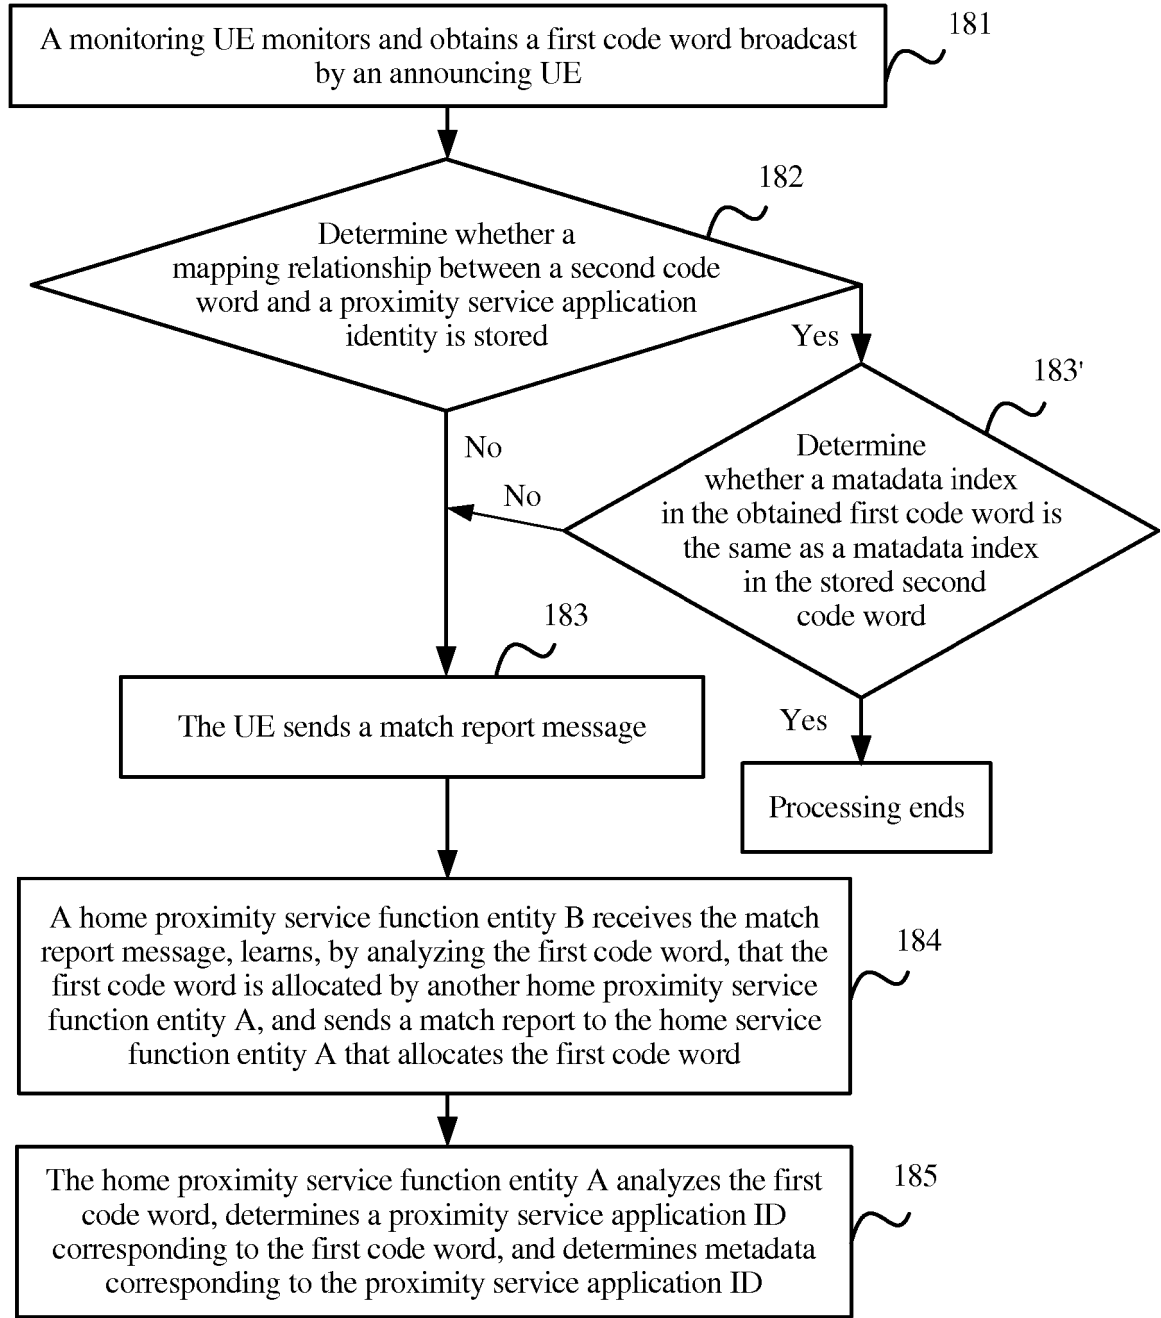 A monitoring UE monitors and obtains a first code word broadcast
by an announcing UE
181
182
Determine whether a
mapping relationship between a second code
word and a proximity service application
identity is stored
Yes
183'
No
Determine
whether a matadata index
in the obtained first code word is
the same as a matadata index
in the stored second
code word
No
183
The UE sends a match report message
Yes
Processing ends
A home proximity service function entity B receives the match
report message, learns, by analyzing the first code word, that the
first code word is allocated by another home proximity service
function entity A, and sends a match report to the home service
function entity A that allocates the first code word
184
The home proximity service function entity A analyzes the first
code word, determines a proximity service application ID
corresponding to the first code word, and determines metadata
corresponding to the proximity service application ID
185